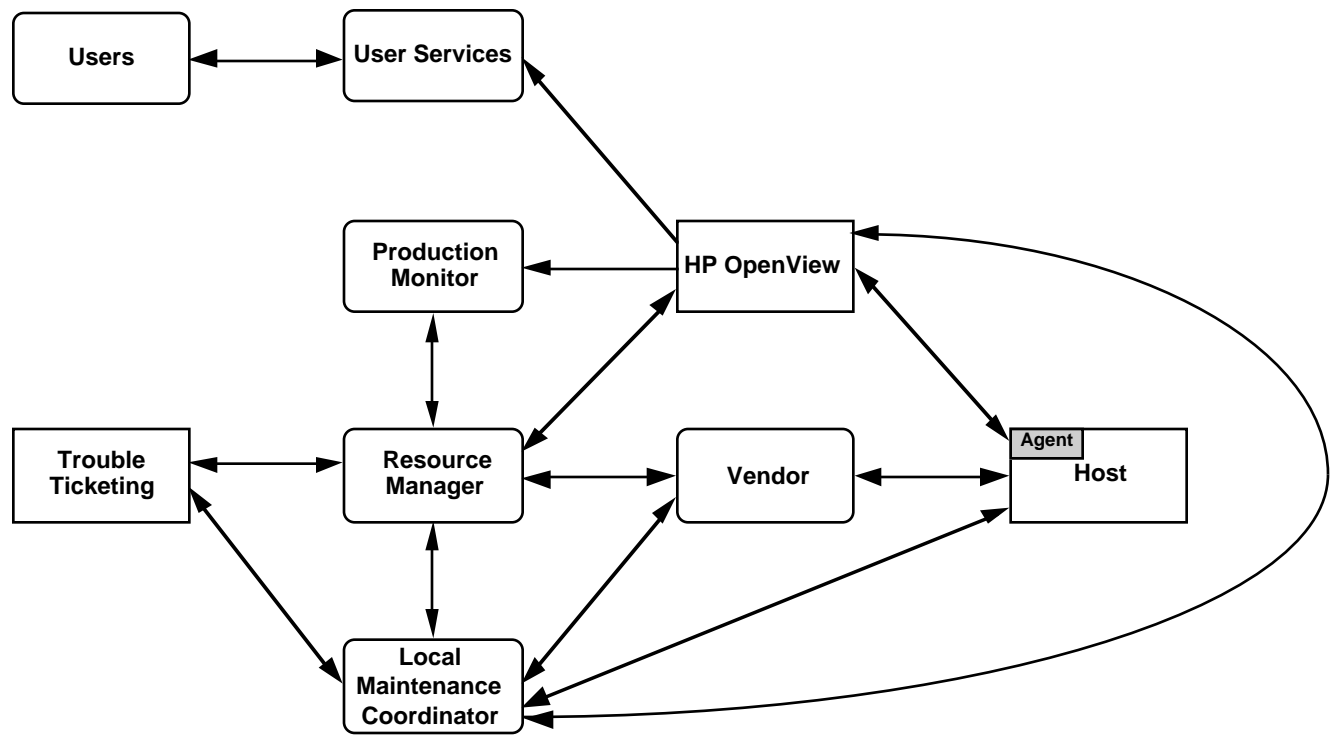 Users
User Services
Production
Monitor
HP OpenView
Trouble
Ticketing
Resource
Manager
Vendor
Agent
Host
Local
Maintenance
Coordinator